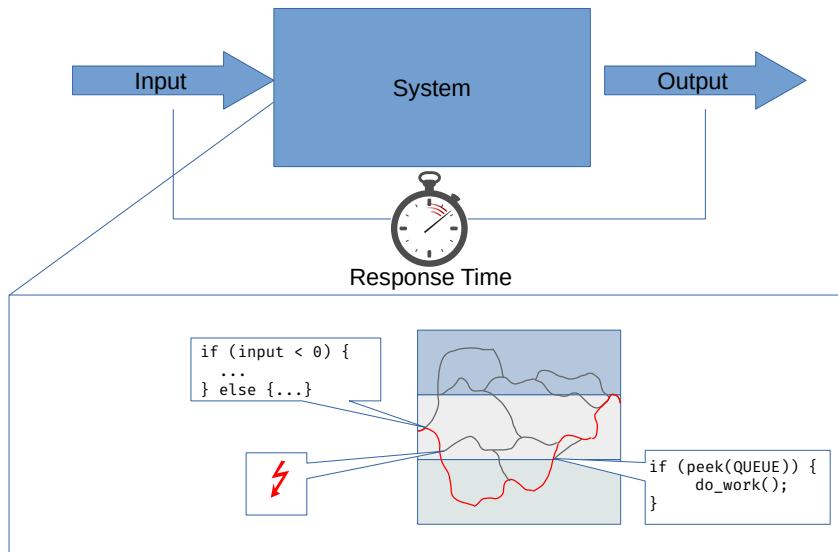 Input
System
Output
Response Time
if (input < 0) {
  ...
} else {...}
if (peek(QUEUE)) {
    do_work();
}